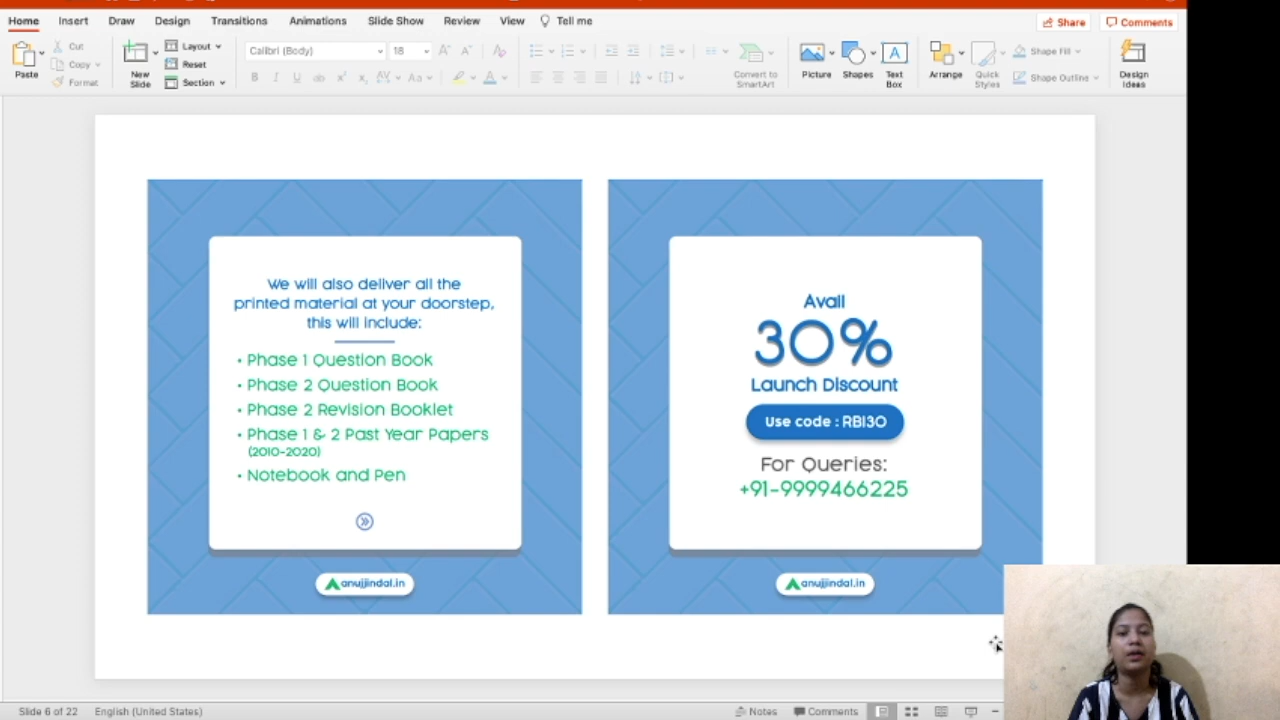 Home Insert Draw Design Transitions Animations Slide Show Review View Tell me Share Comments
Paste Cut Copy Format New Slide Layout Reset Section Calibri (Body) 18 Convert to SmartArt Picture Shapes Text Box Arrange Quick Styles Shape Fill Shape Outline Design Ideas
We will also deliver all the
printed material at your doorstep,
this will include:
• Phase 1 Question Book
• Phase 2 Question Book
• Phase 2 Revision Booklet
• Phase 1 & 2 Past Year Papers
(2010-2020)
• Notebook and Pen
anujjindal.in
Avail
30%
Launch Discount
Use code : RBI30
For Queries:
+91-9999466225
anujjindal.in
Slide 6 of 22 English (United States) Notes Comments